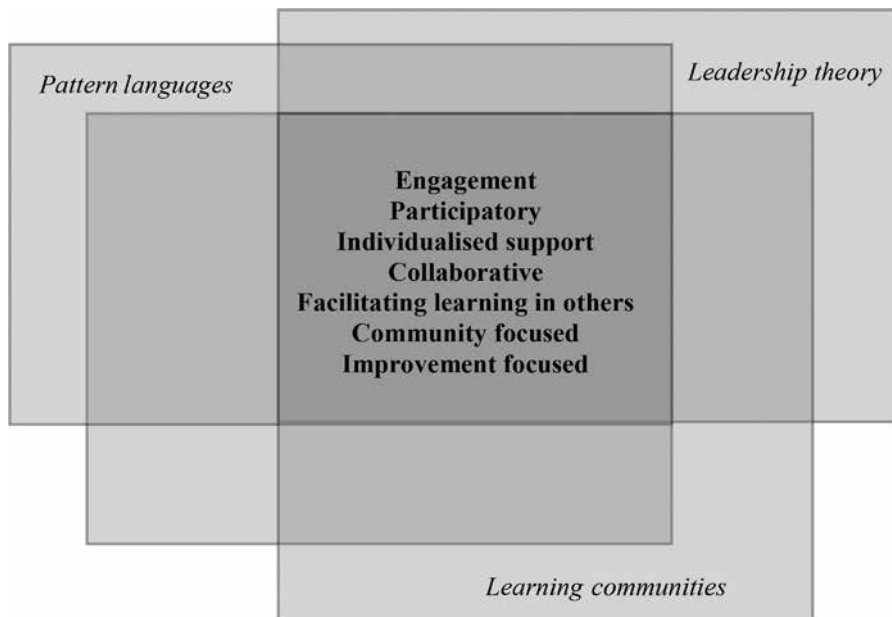 Pattern languages
Leadership theory
Engagement
Participatory
Individualised support
Collaborative
Facilitating learning in others
Community focused
Improvement focused
Learning communities